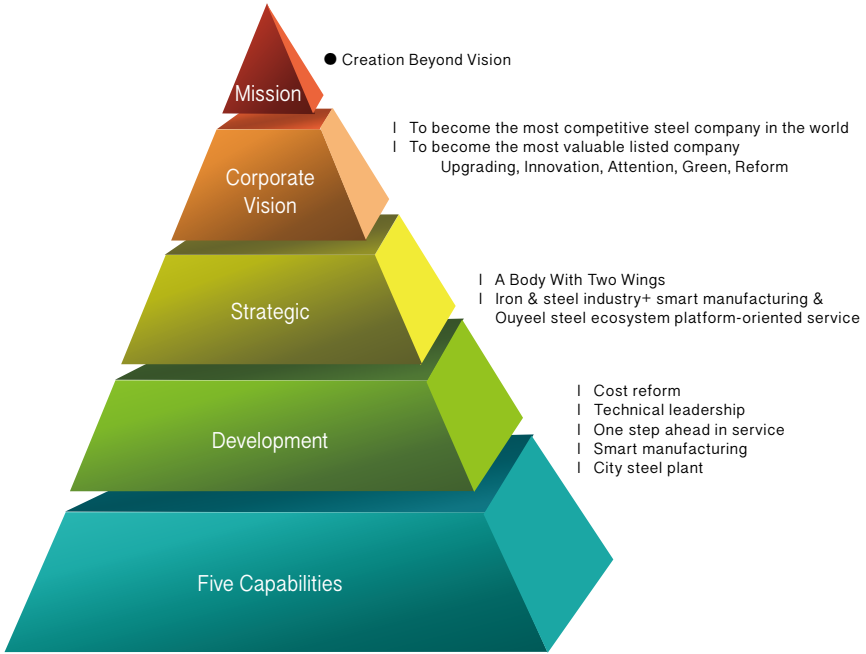 Mission
● Creation Beyond Vision
Corporate
Vision
l To become the most competitive steel company in the world
l To become the most valuable listed company
Upgrading, Innovation, Attention, Green, Reform
Strategic
l A Body With Two Wings
l Iron & steel industry+ smart manufacturing &
Ouyeel steel ecosystem platform-oriented service
Development
l Cost reform
l Technical leadership
l One step ahead in service
l Smart manufacturing
l City steel plant
Five Capabilities